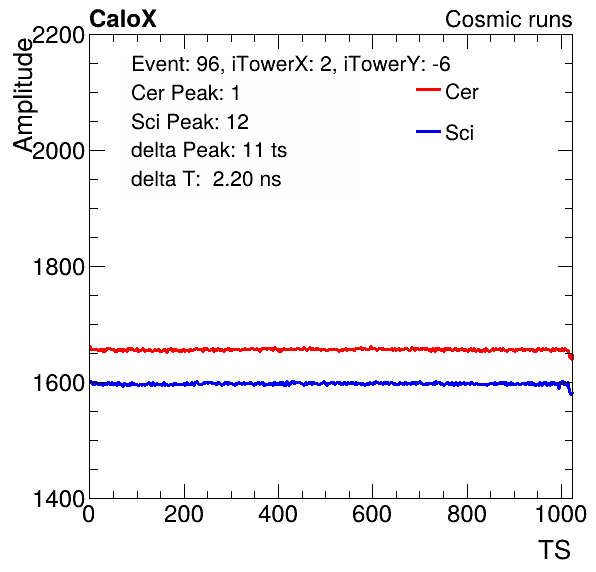 CaloX Cosmic runs
Amplitude
2200
2000
1800
1600
1400
Event: 96, iTowerX: 2, iTowerY: -6
Cer Peak: 1
Sci Peak: 12
delta Peak: 11 ts
delta T: 2.20 ns
Cer
Sci
0 200 400 600 800 1000
TS